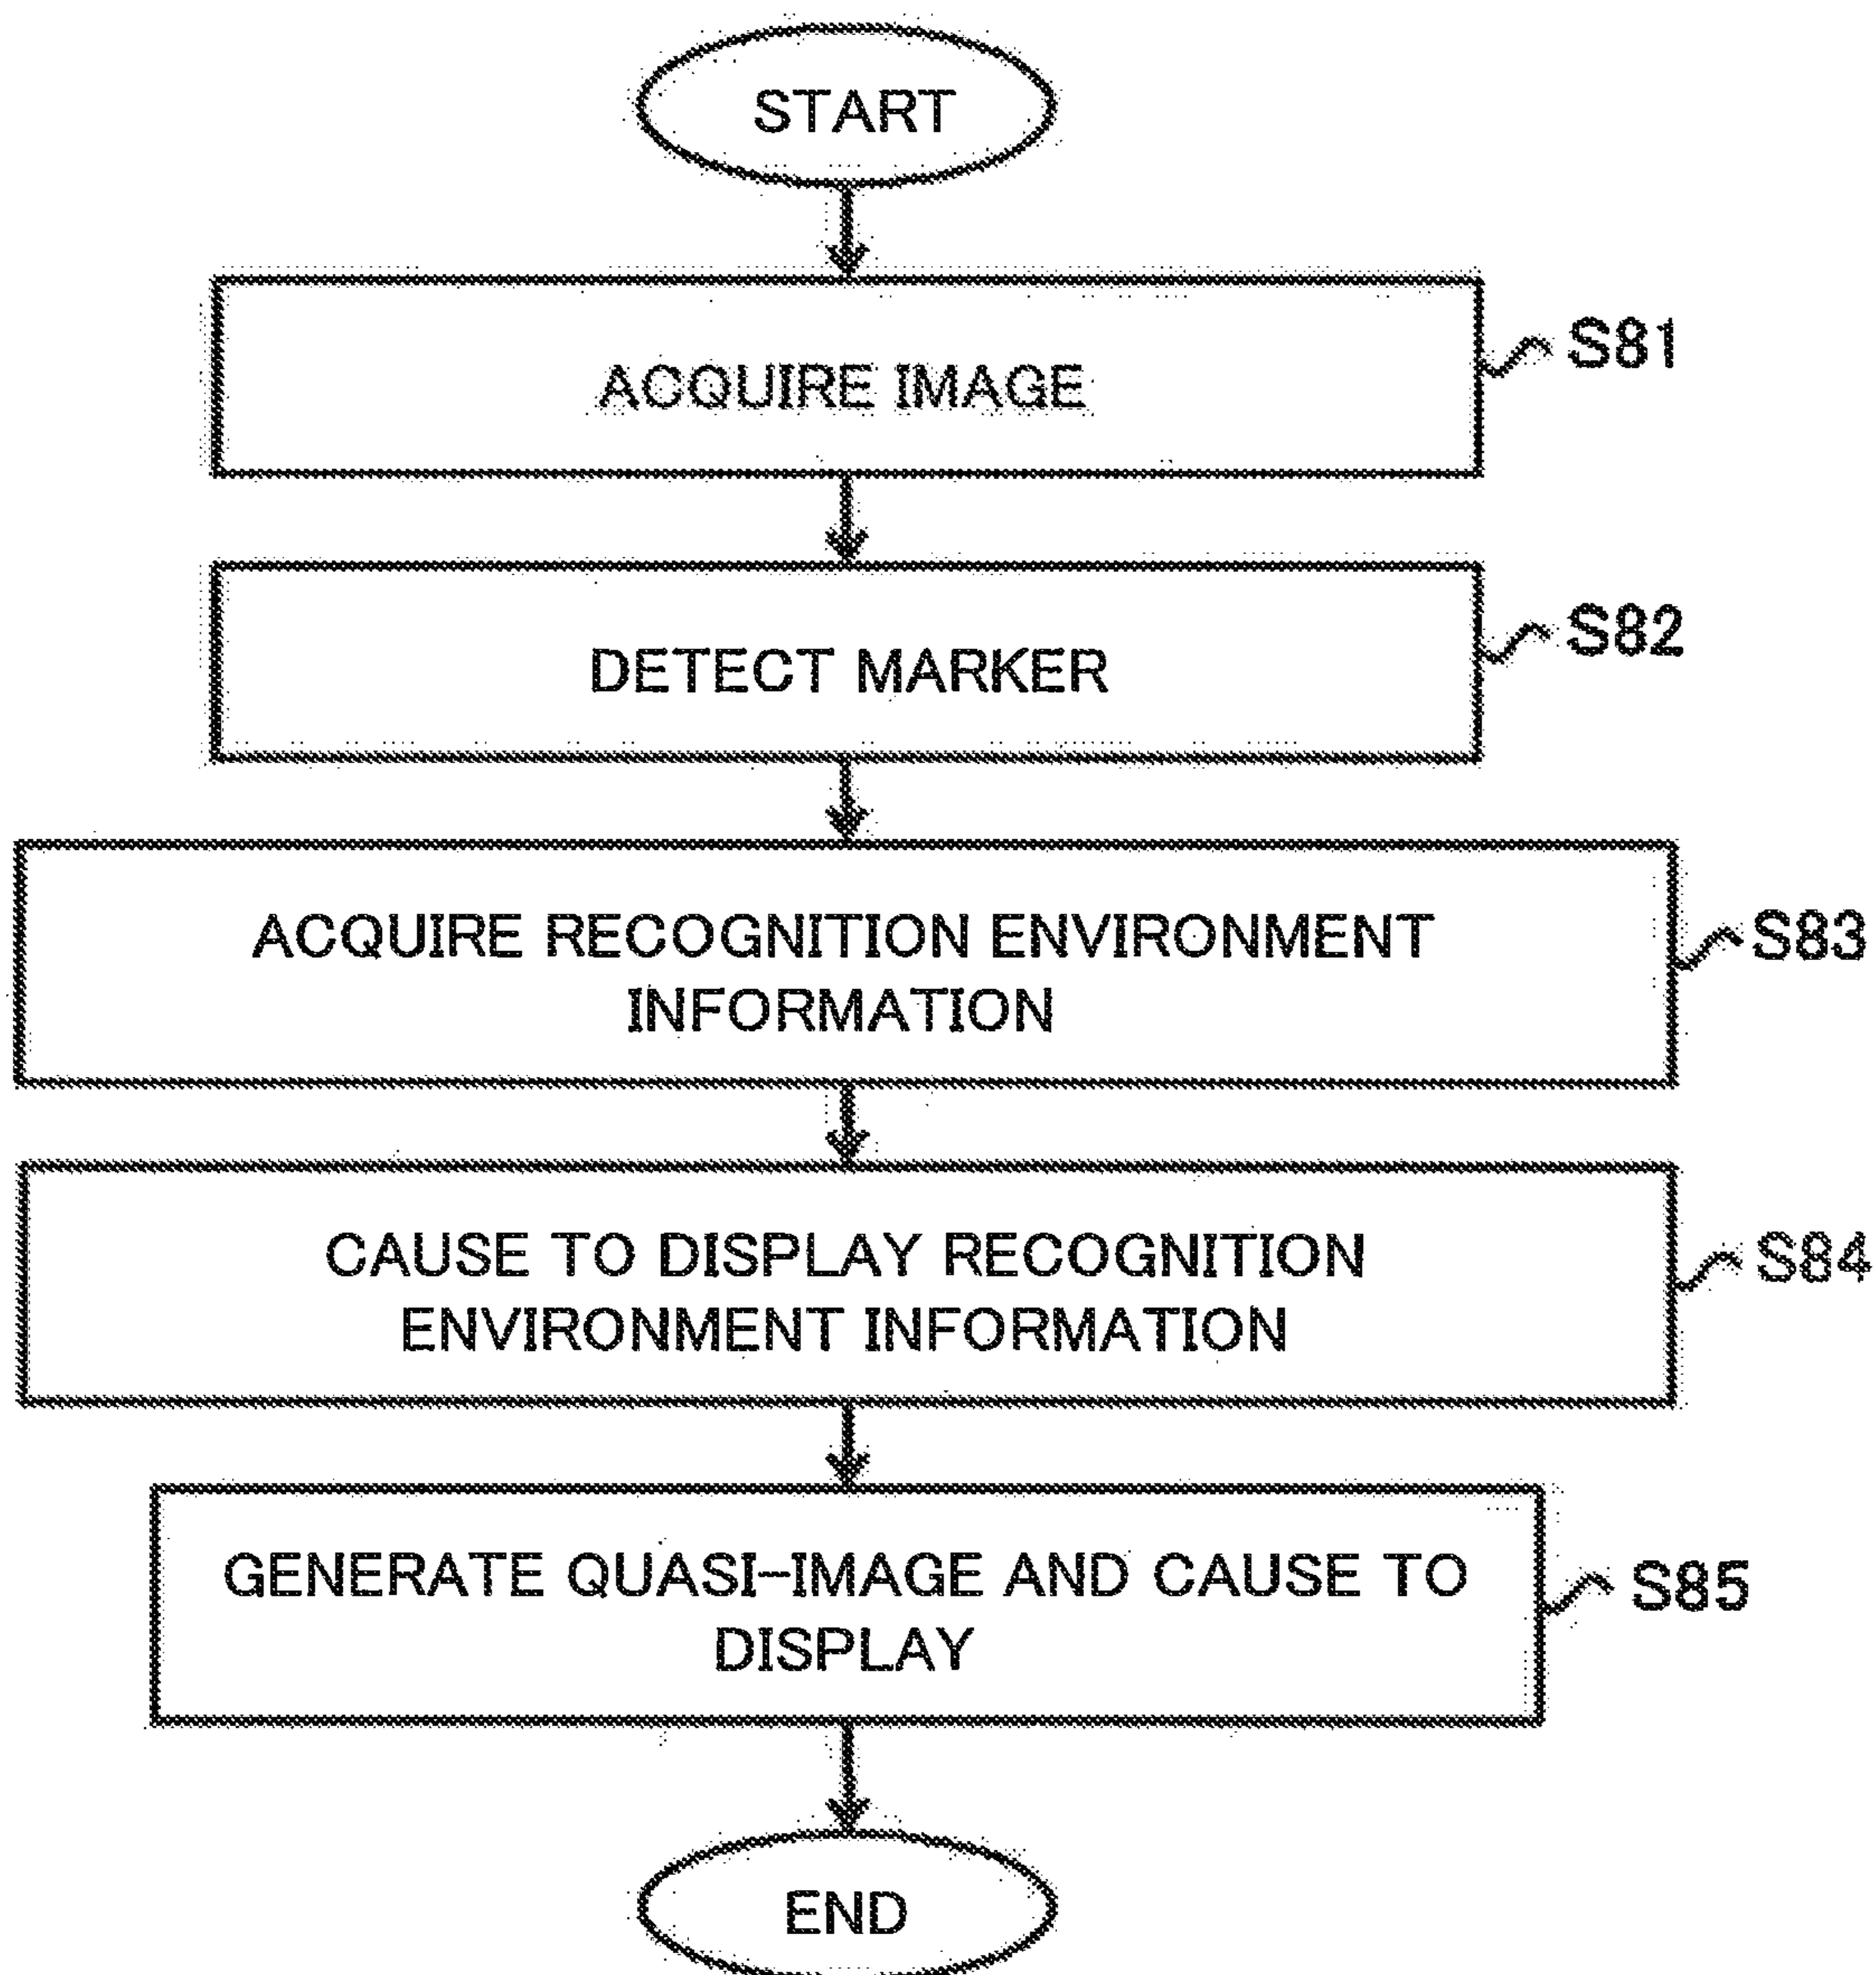 START
ACQUIRE IMAGE
S81
DETECT MARKER
S82
ACQUIRE RECOGNITION ENVIRONMENT
INFORMATION
S83
CAUSE TO DISPLAY RECOGNITION
ENVIRONMENT INFORMATION
S84
GENERATE QUASI-IMAGE AND CAUSE TO
DISPLAY
S85
END